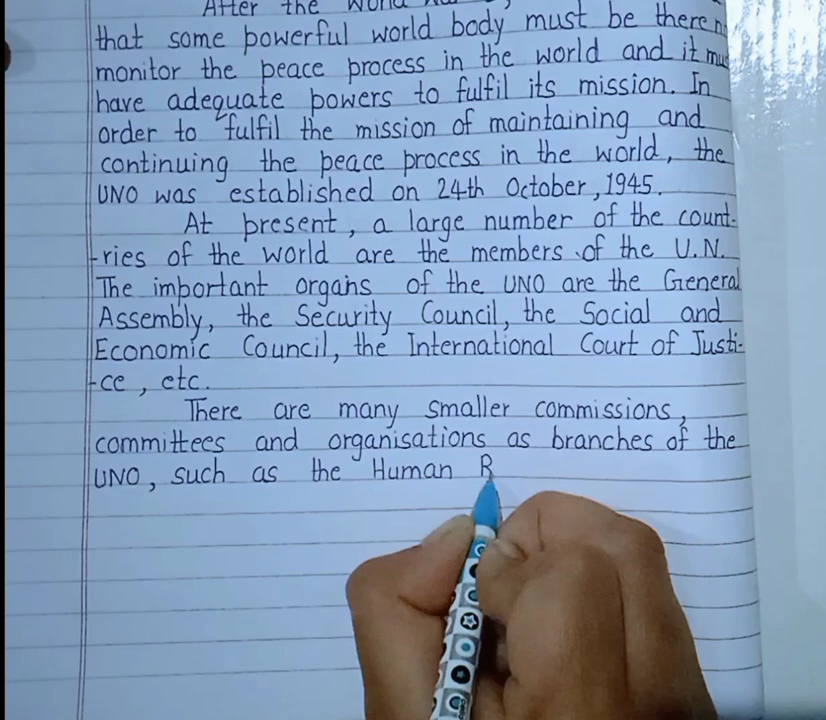 After the World
that some powerful world body must be there
monitor the peace process in the world and it
have adequate powers to fulfil its mission. In
order to fulfil the mission of maintaining and
continuing the peace process in the world, the
UNO was established on 24th October, 1945.
At present, a large number of the count-
-ries of the world are the members of the U.N.
The important organs of the UNO are the General
Assembly, the Security Council, the Social and
Economic Council, the International Court of Justi-
-ce, etc.
There are many smaller commissions,
committees and organisations as branches of the
UNO, such as the Human R